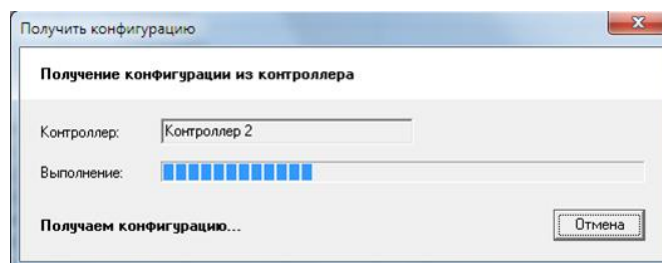 Получить конфигурацию
Получение конфигурации из контроллера
Контроллер: Контроллер 2
Выполнение:
Получаем конфигурацию...
Отмена